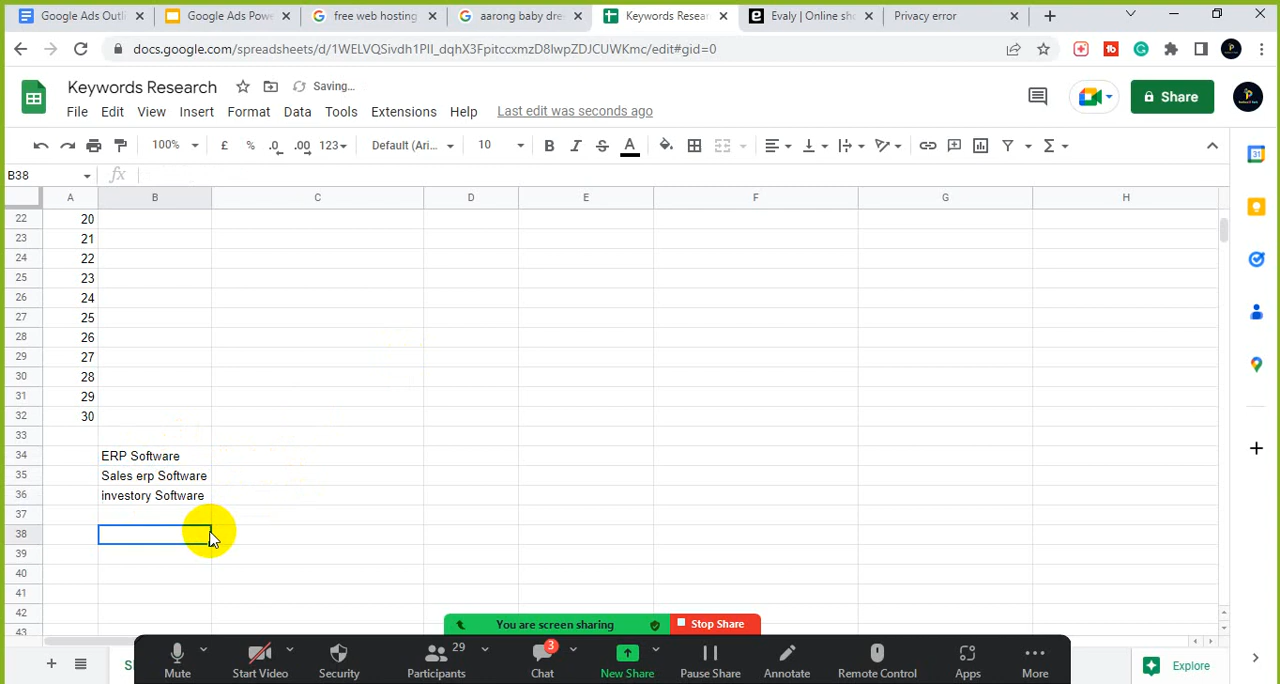 Google Ads Outli
Google Ads Powe
free web hosting
aarong baby dre
Keywords Resear
Evaly | Online sh
Privacy error
docs.google.com/spreadsheets/d/1WELVQSivdh1PlI_dqhX3FpitccxmzD8lwpZDJCUWKmc/edit#gid=0
Keywords Research
Saving...
File Edit View Insert Format Data Tools Extensions Help Last edit was seconds ago
Share
100% £ % .0 .00 123 Default (Ari... 10 B I S A Σ
B38 fx
A B C D E F G H
22 20
23 21
24 22
25 23
26 24
27 25
28 26
29 27
30 28
31 29
32 30
33
34 ERP Software
35 Sales erp Software
36 investory Software
37
38
39
40
41
42
43
You are screen sharing Stop Share
29 3
Mute Start Video Security Participants Chat New Share Pause Share Annotate Remote Control Apps More
Explore